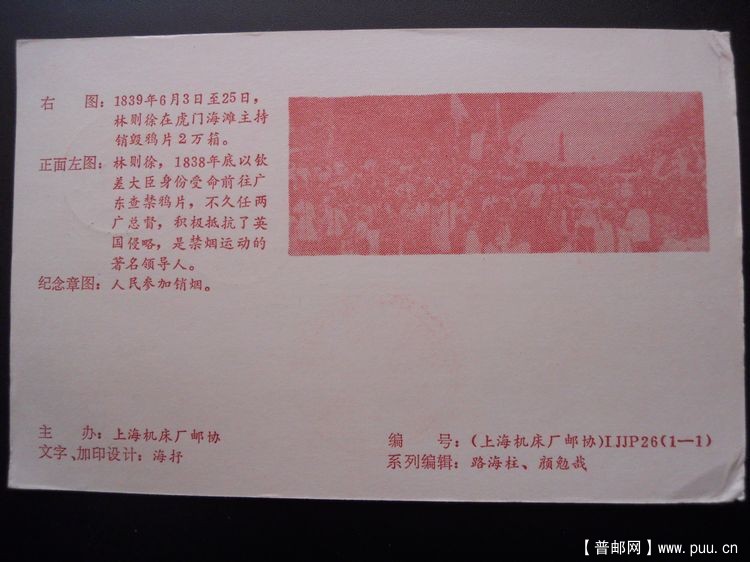 右　图：1839年6月3日至25日，
林则徐在虎门海滩主持
销毁鸦片2万箱。
正面左图：林则徐，1838年底以钦
差大臣身份受命前往广
东查禁鸦片，不久任两
广总督，积极抵抗了英
国侵略，是禁烟运动的
著名领导人。
纪念章图：人民参加销烟。
主　办：上海机床厂邮协
文字、加印设计：海抒
编　号：(上海机床厂邮协)IJJP26(1—1)
系列编辑：路海柱、颜勉哉
【普邮网】www.puu.cn